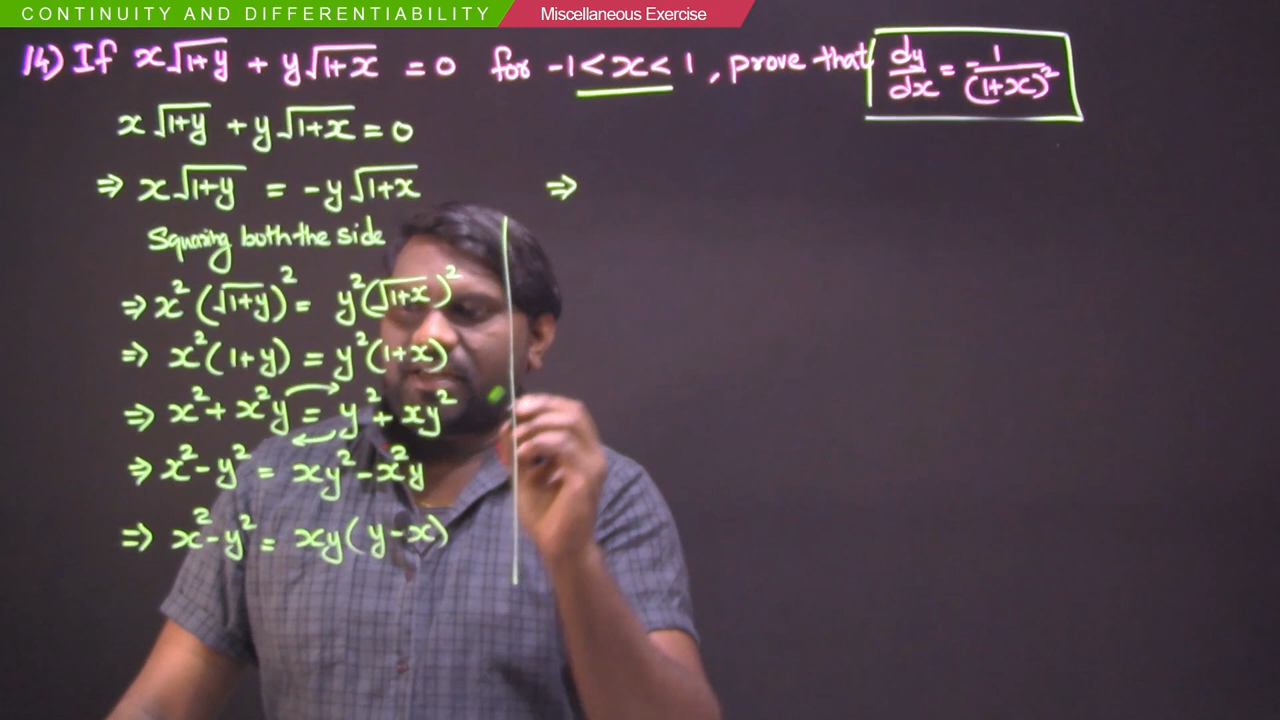 CONTINUITY AND DIFFERENTIABILITY
Miscellaneous Exercise
14) If x√1+y + y√1+x = 0 for -1<x<1, prove that dy/dx = -1/(1+x)²
x√1+y + y√1+x = 0
⇒ x√1+y = -y√1+x
Squaring both the side
⇒ x²(√1+y)² = y²(√1+x)²
⇒ x²(1+y) = y²(1+x)
⇒ x² + x²y = y² + xy²
⇒ x² - y² = xy² - x²y
⇒ x² - y² = xy(y-x)
⇒